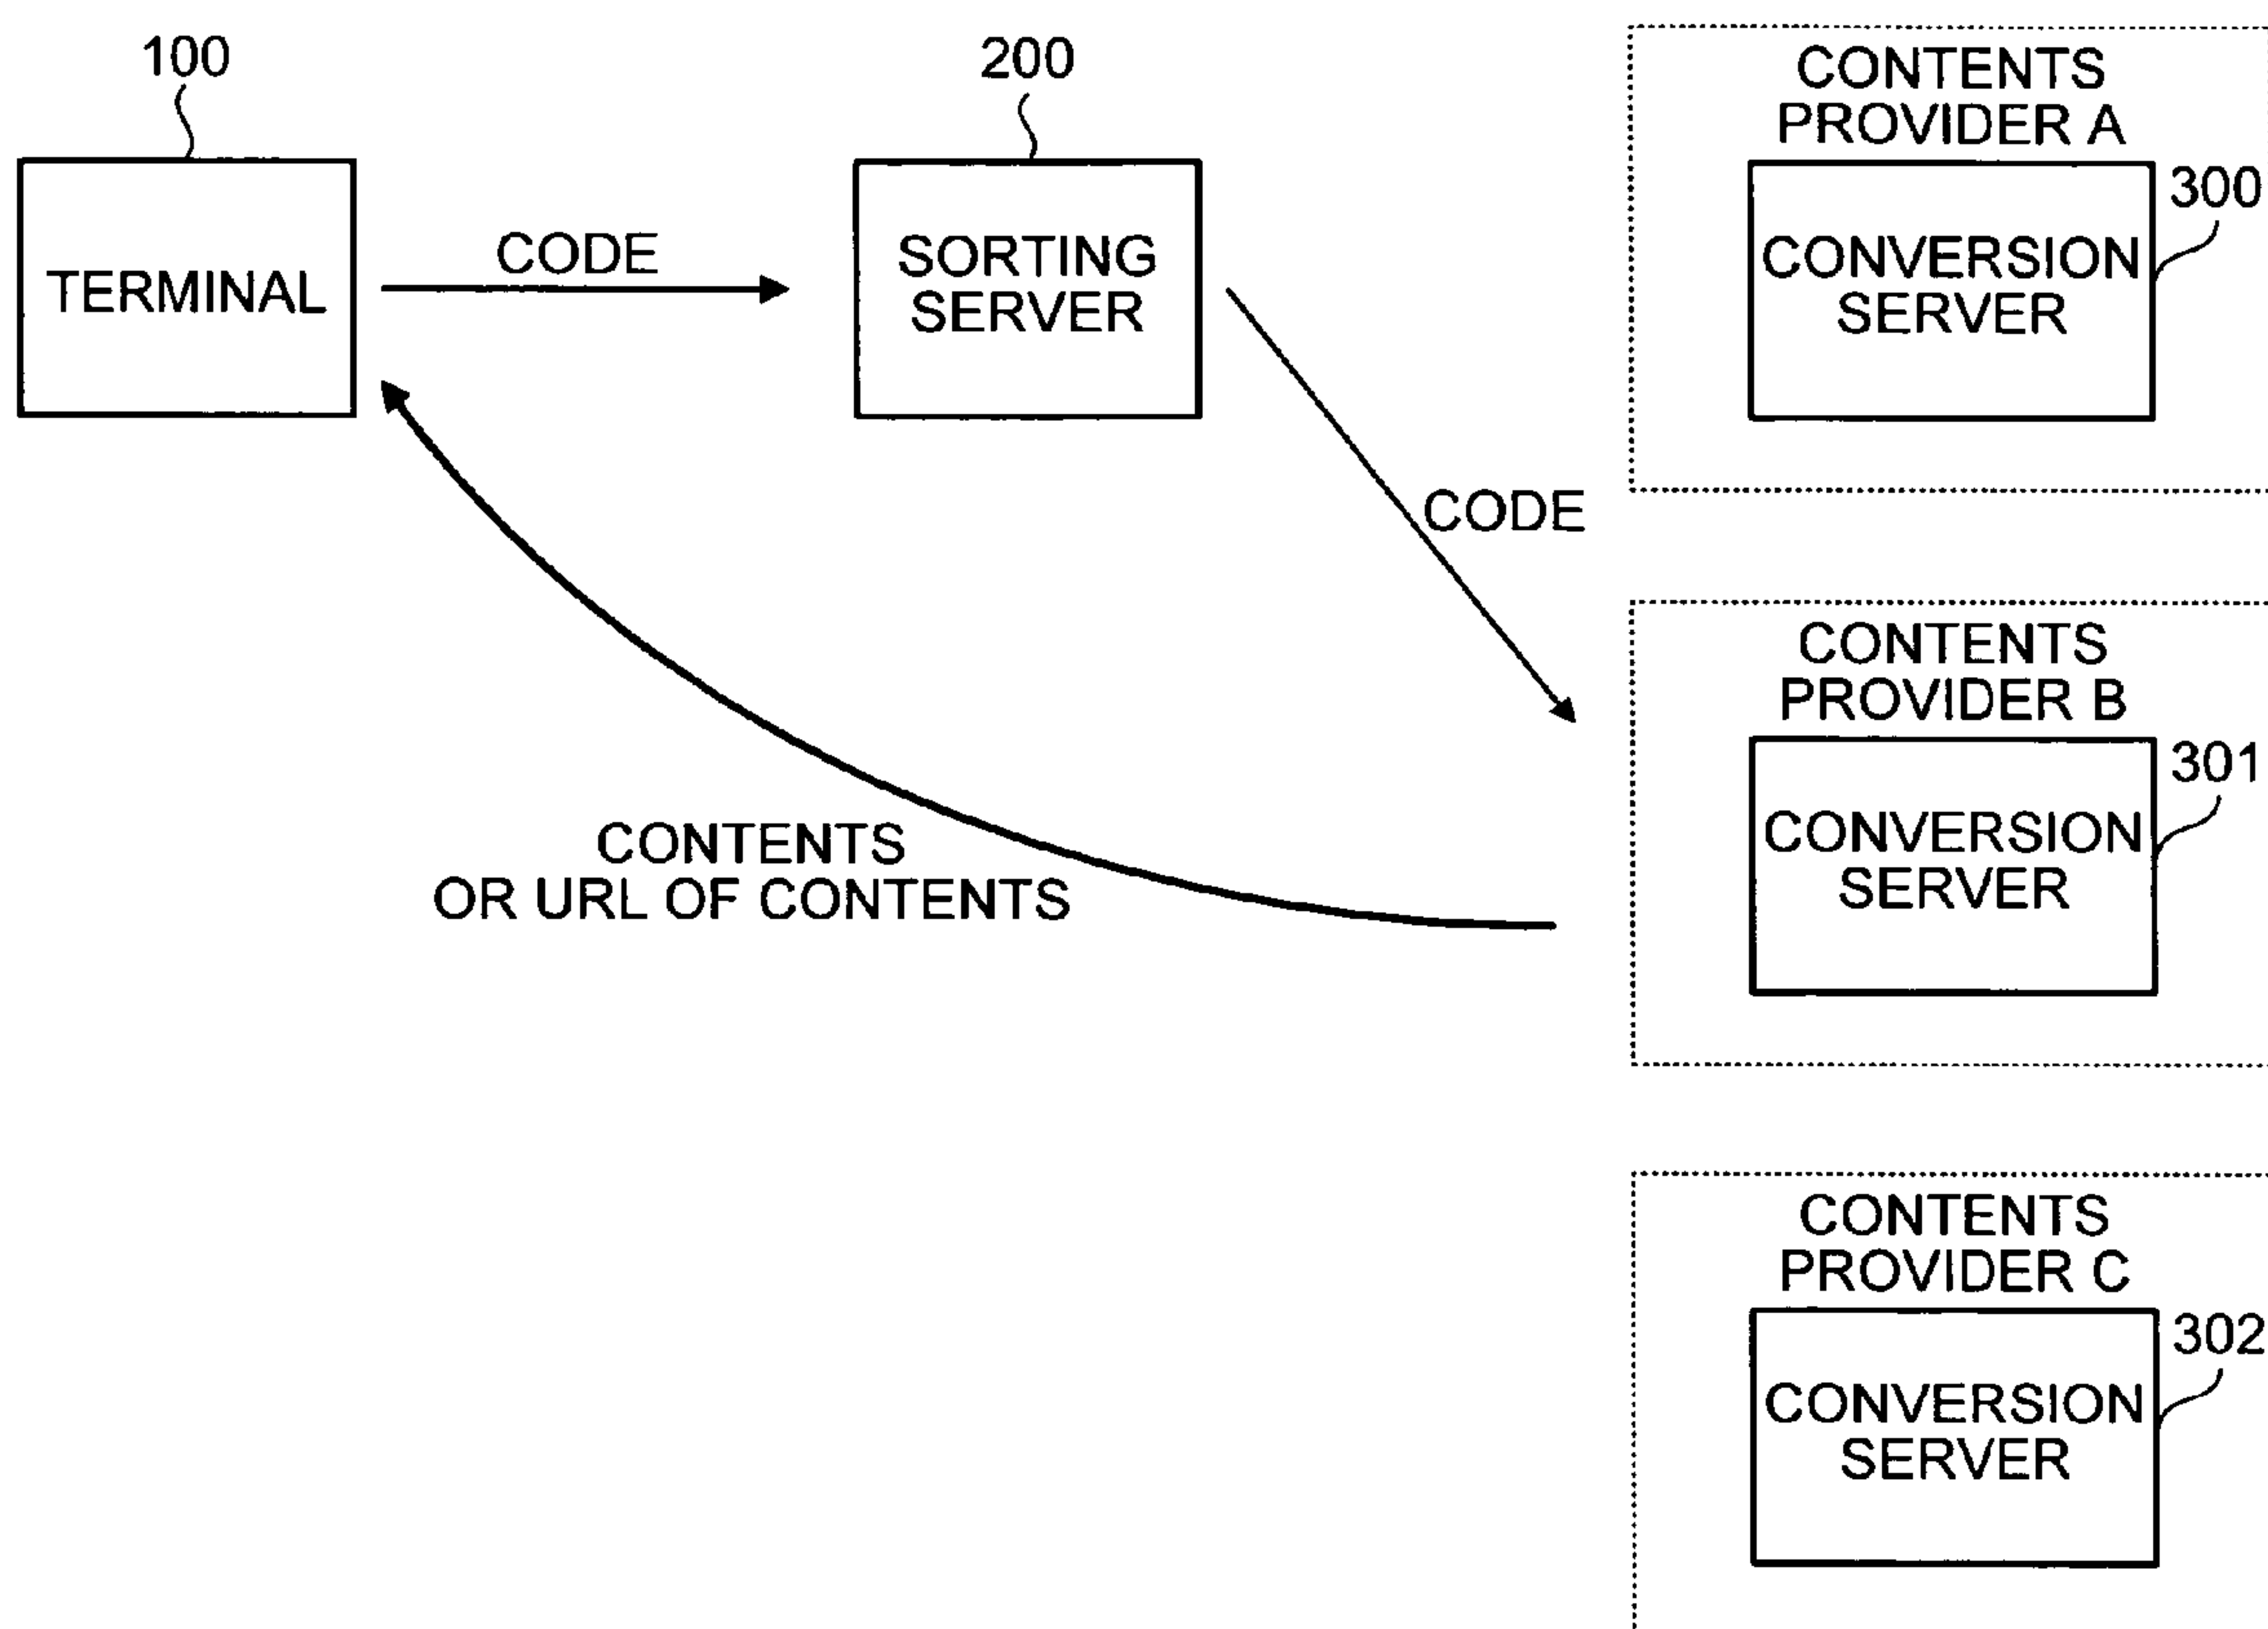 100
TERMINAL
CODE
200
SORTING
SERVER
CODE
CONTENTS
OR URL OF CONTENTS
CONTENTS
PROVIDER A
300
CONVERSION
SERVER
CONTENTS
PROVIDER B
301
CONVERSION
SERVER
CONTENTS
PROVIDER C
302
CONVERSION
SERVER